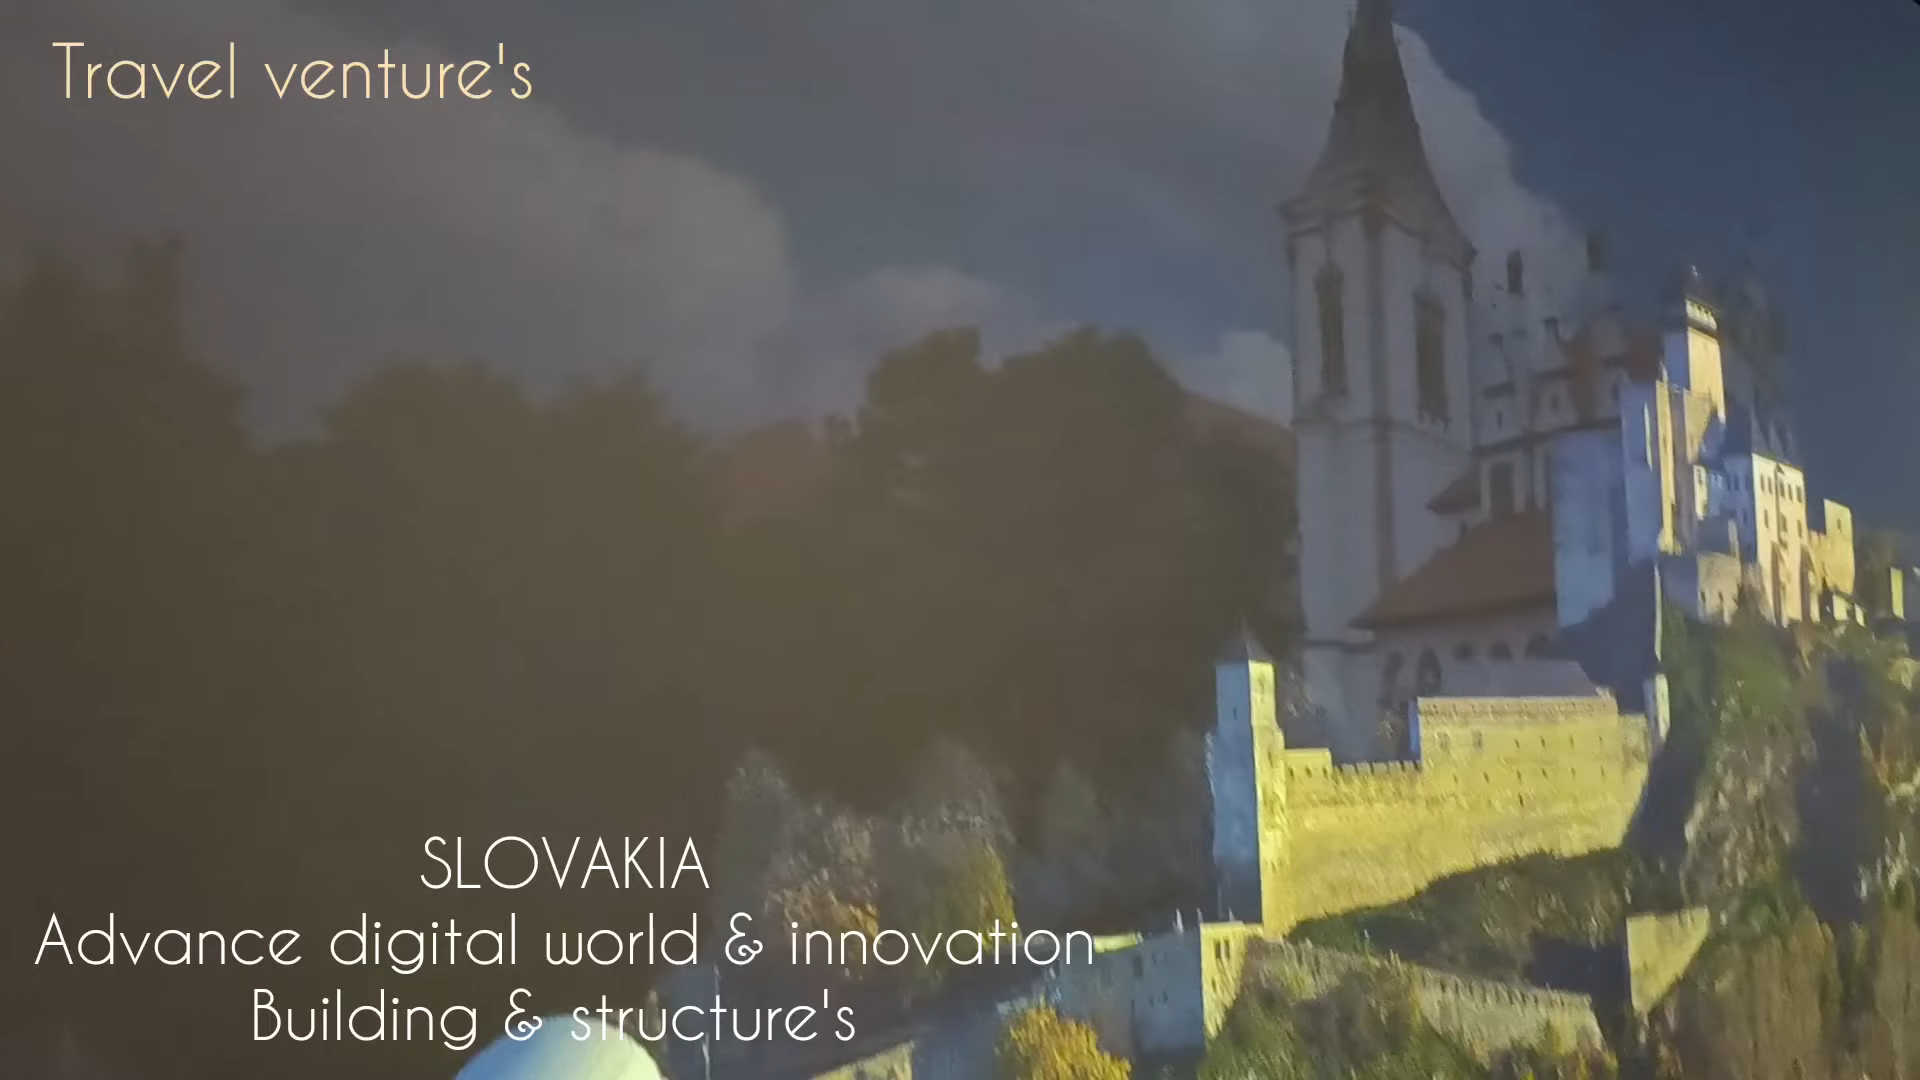 Travel venture's
SLOVAKIA
Advance digital world & innovation
Building & structure's